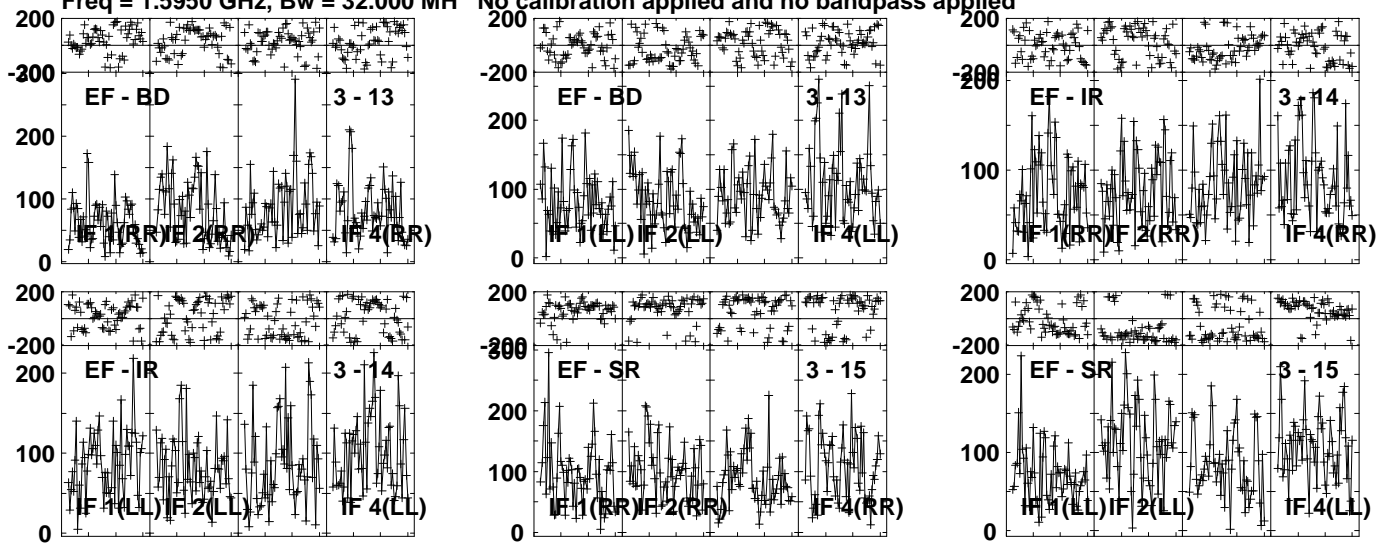 Freq = 1.5950 GHz, Bw = 32.000 MH No calibration applied and no bandpass applied
200 200 200
-200 -200 -200
300 200
EF - BD 3 - 13 EF - BD 3 - 13 EF - IR 3 - 14
200 200
100 100 100
IF 1(RR) IF 2(RR) IF 4(RR) IF 1(LL) IF 2(LL) IF 4(LL) IF 1(RR) IF 2(RR) IF 4(RR)
0 0 0
200 200 200
-200 -200 -200
300
EF - IR 3 - 14 EF - SR 3 - 15 EF - SR 3 - 15
200 200 200
100 100 100
IF 1(LL) IF 2(LL) IF 4(LL) IF 1(RR) IF 2(RR) IF 4(RR) IF 1(LL) IF 2(LL) IF 4(LL)
0 0 0